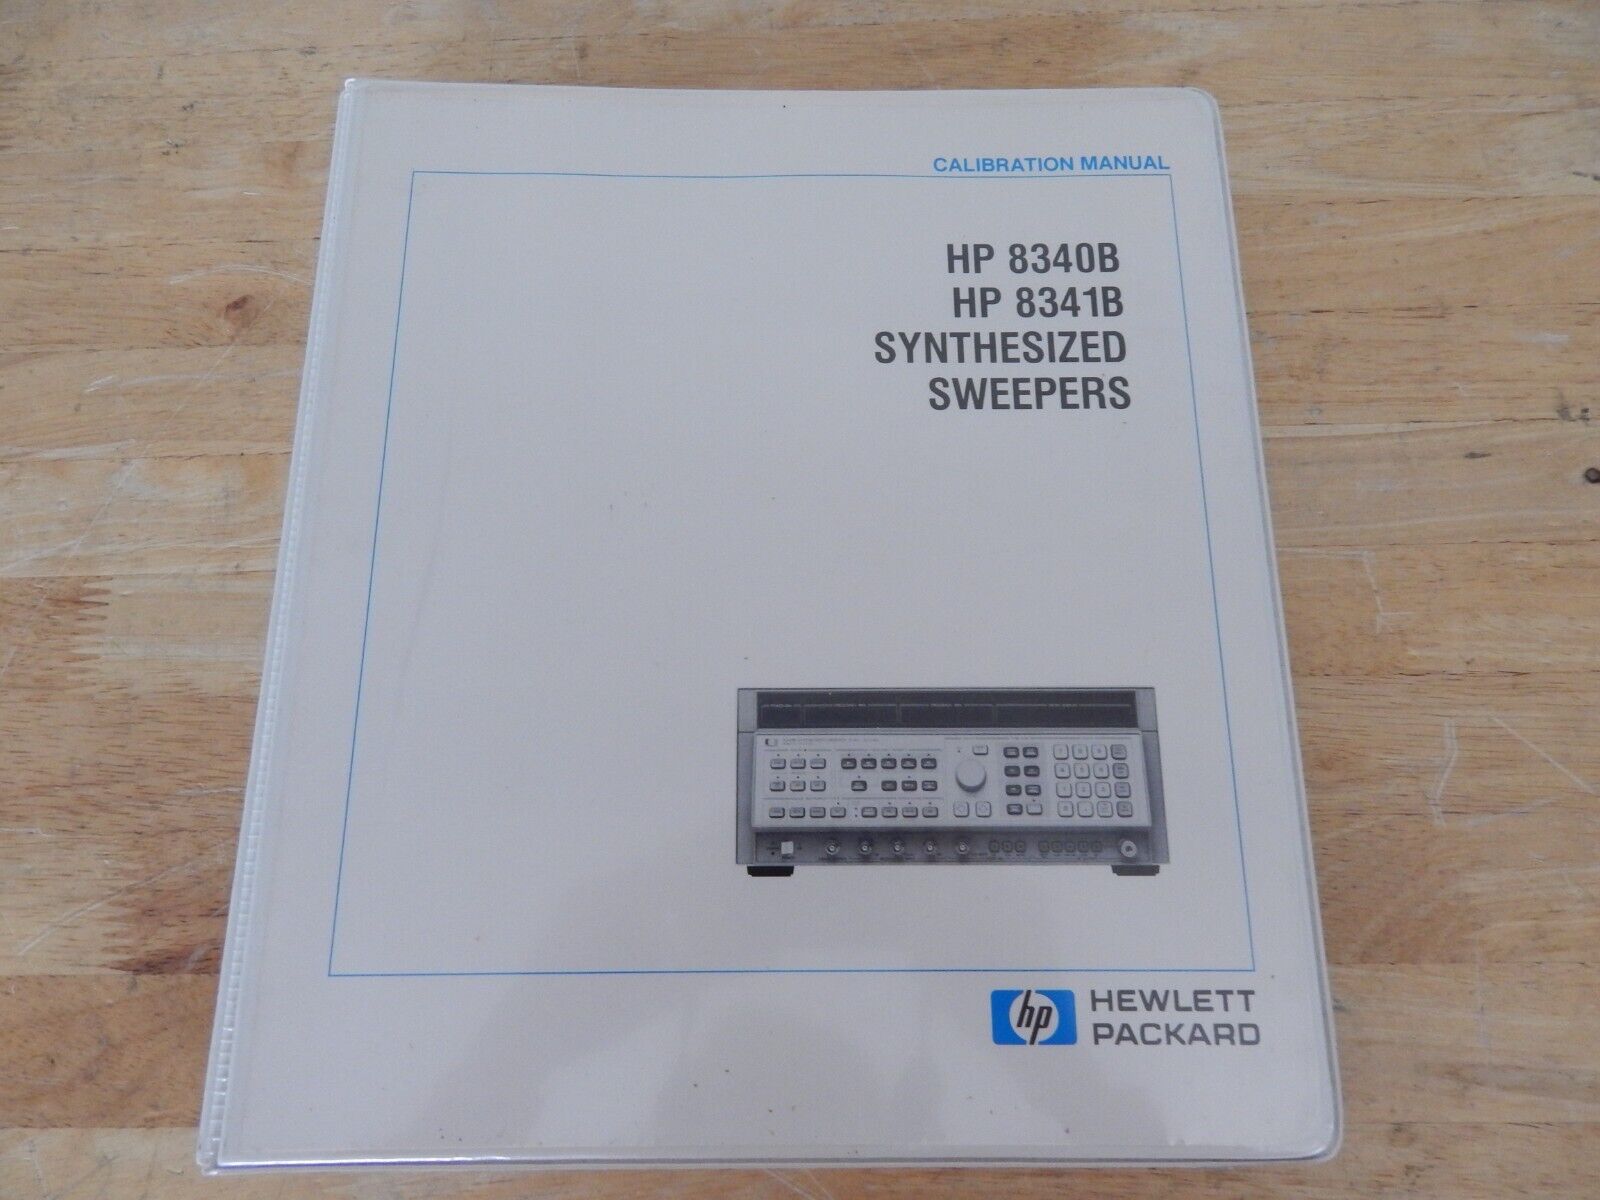 CALIBRATION MANUAL
HP 8340B
HP 8341B
SYNTHESIZED
SWEEPERS
hp
HEWLETT
PACKARD